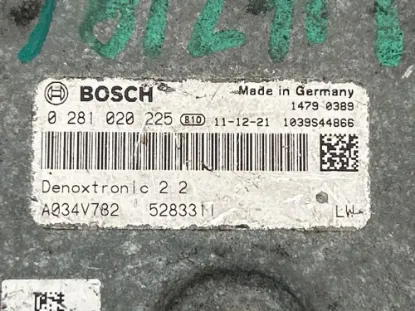 BOSCH Made in Germany
1479 0389
0 281 020 225 B10 11-12-21 1039S44866
Denoxtronic 2.2
A034V782 5283311 LW